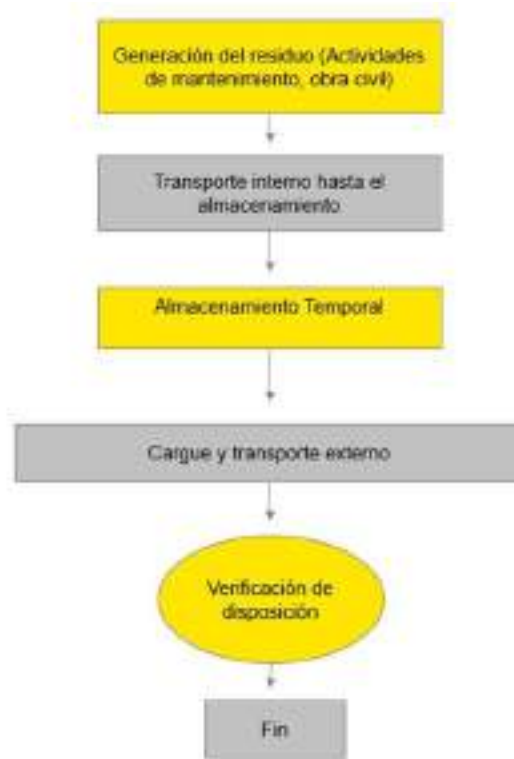 Generación del residuo (Actividades
de mantenimiento, obra civil)
Transporte interno hasta el
almacenamiento
Almacenamiento Temporal
Cargue y transporte externo
Verificación de
disposición
Fin